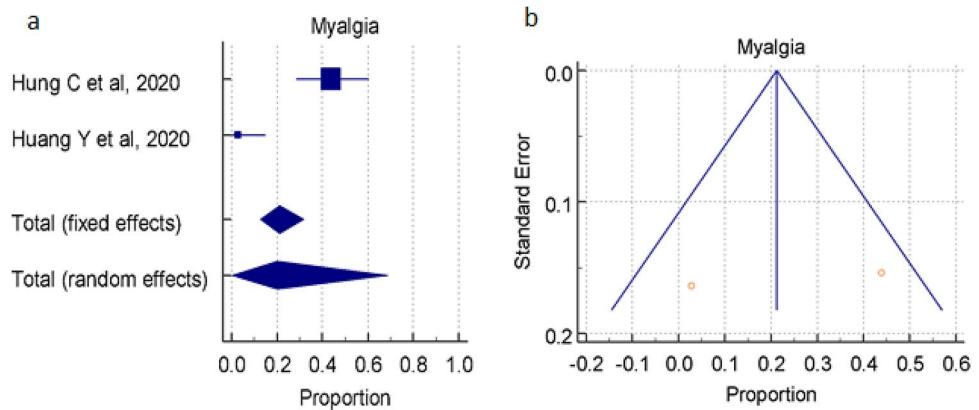 a
Myalgia
Hung C et al, 2020
Huang Y et al, 2020
Total (fixed effects)
Total (random effects)
0.0 0.2 0.4 0.6 0.8 1.0
Proportion
b
Myalgia
0.0
0.1
0.2
Standard Error
-0.2 -0.1 0.0 0.1 0.2 0.3 0.4 0.5 0.6
Proportion